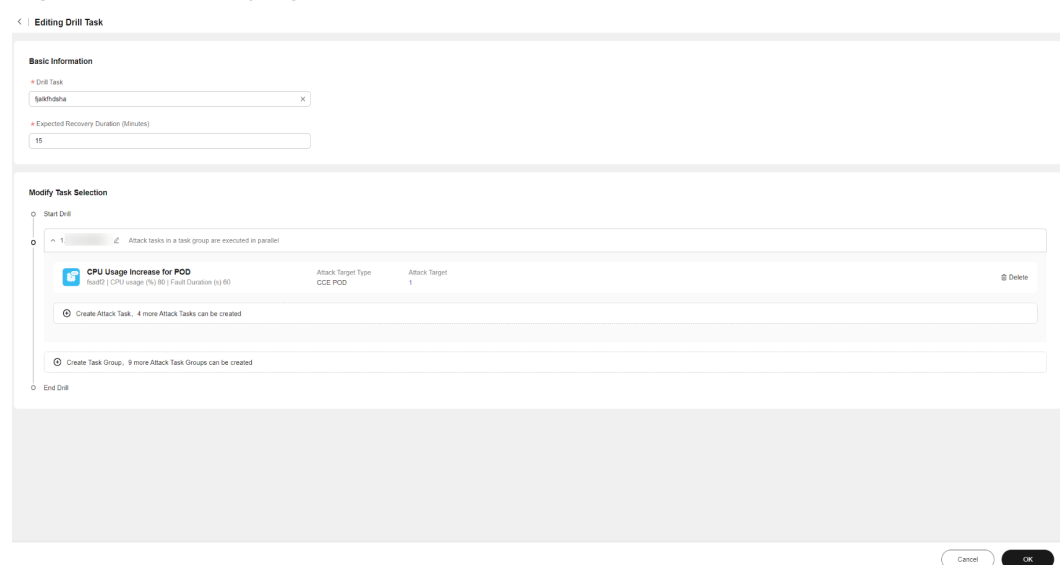 Editing Drill Task
Basic Information
* Drill Task
fjalkfhdsha
* Expected Recovery Duration (Minutes)
15
Modify Task Selection
Start Drill
1. Attack tasks in a task group are executed in parallel
CPU Usage Increase for POD
fsadf2 | CPU usage (%) 80 | Fault Duration (s) 60
Attack Target Type
CCE POD
Attack Target
1
Delete
Create Attack Task, 4 more Attack Tasks can be created
Create Task Group, 9 more Attack Task Groups can be created
End Drill
Cancel
OK